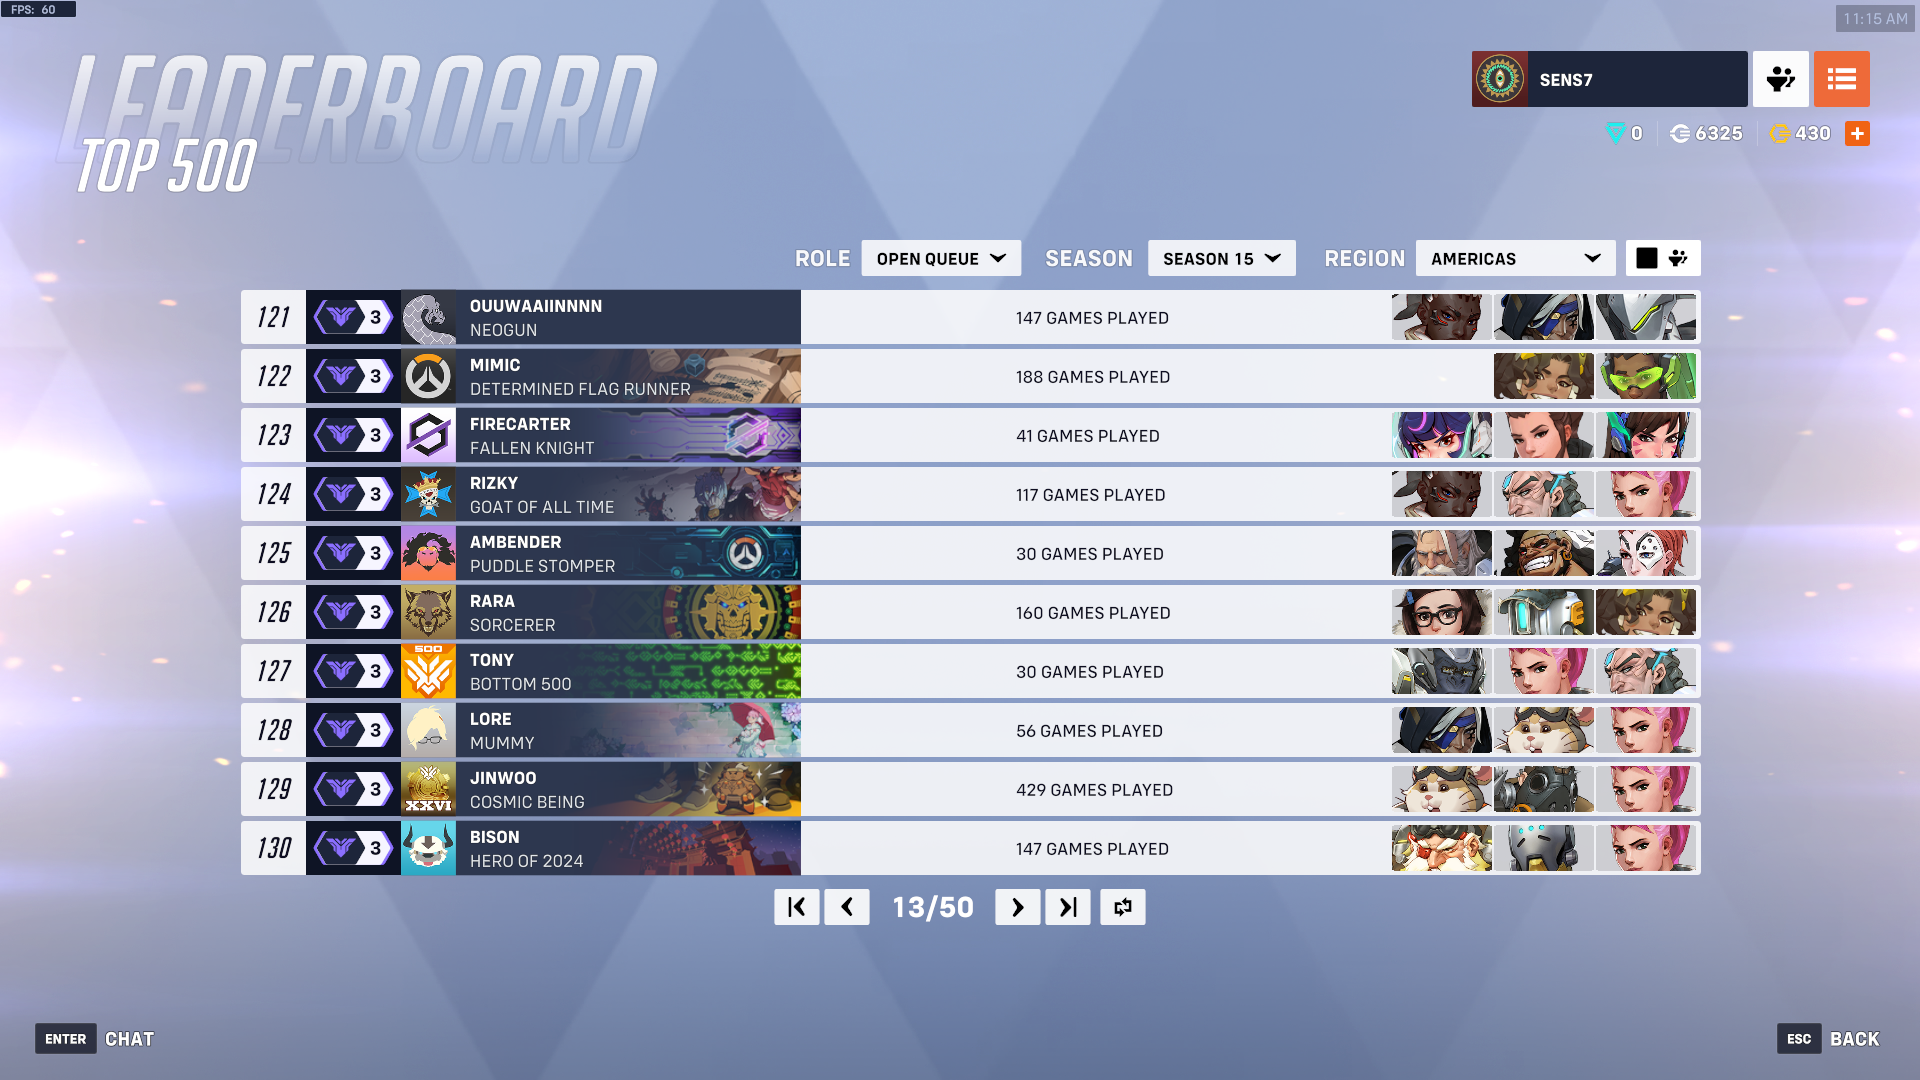 FPS: 60
11:15 AM
LEADERBOARD
TOP 500
SENS7
0
6325
430
ROLE OPEN QUEUE SEASON SEASON 15 REGION AMERICAS
121 3 OUUWAAIINNNN
NEOGUN
147 GAMES PLAYED
122 3 MIMIC
DETERMINED FLAG RUNNER
188 GAMES PLAYED
123 3 FIRECARTER
FALLEN KNIGHT
41 GAMES PLAYED
124 3 RIZKY
GOAT OF ALL TIME
117 GAMES PLAYED
125 3 AMBENDER
PUDDLE STOMPER
30 GAMES PLAYED
126 3 RARA
SORCERER
160 GAMES PLAYED
127 3 500 TONY
BOTTOM 500
30 GAMES PLAYED
128 3 LORE
MUMMY
56 GAMES PLAYED
129 3 XXVI JINWOO
COSMIC BEING
429 GAMES PLAYED
130 3 BISON
HERO OF 2024
147 GAMES PLAYED
13/50
ENTER CHAT
ESC BACK